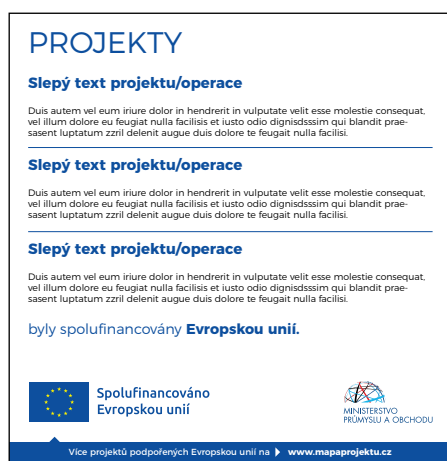 PROJEKTY
Slepý text projektu/operace
Duis autem vel eum iriure dolor in hendrerit in vulputate velit esse molestie consequat,
vel illum dolore eu feugiat nulla facilisis et iusto odio dignisdsssim qui blandit prae-
sasent luptatum zzril delenit augue duis dolore te feugait nulla facilisi.
Slepý text projektu/operace
Duis autem vel eum iriure dolor in hendrerit in vulputate velit esse molestie consequat,
vel illum dolore eu feugiat nulla facilisis et iusto odio dignisdsssim qui blandit prae-
sasent luptatum zzril delenit augue duis dolore te feugait nulla facilisi.
Slepý text projektu/operace
Duis autem vel eum iriure dolor in hendrerit in vulputate velit esse molestie consequat,
vel illum dolore eu feugiat nulla facilisis et iusto odio dignisdsssim qui blandit prae-
sasent luptatum zzril delenit augue duis dolore te feugait nulla facilisi.
byly spolufinancovány Evropskou unií.
Spolufinancováno
Evropskou unií
MINISTERSTVO
PRŮMYSLU A OBCHODU
Více projektů podpořených Evropskou unií na www.mapaprojektu.cz